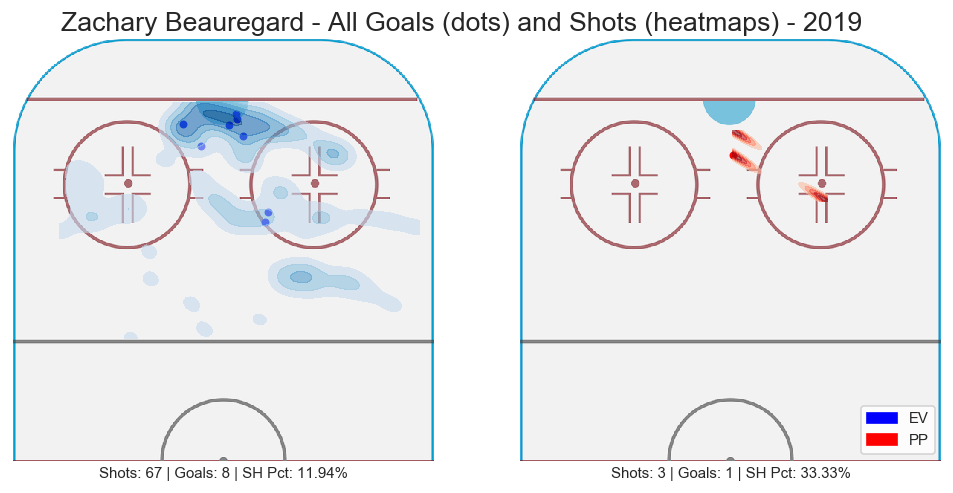 Zachary Beauregard - All Goals (dots) and Shots (heatmaps) - 2019
EV
PP
Shots: 67 | Goals: 8 | SH Pct: 11.94%
Shots: 3 | Goals: 1 | SH Pct: 33.33%